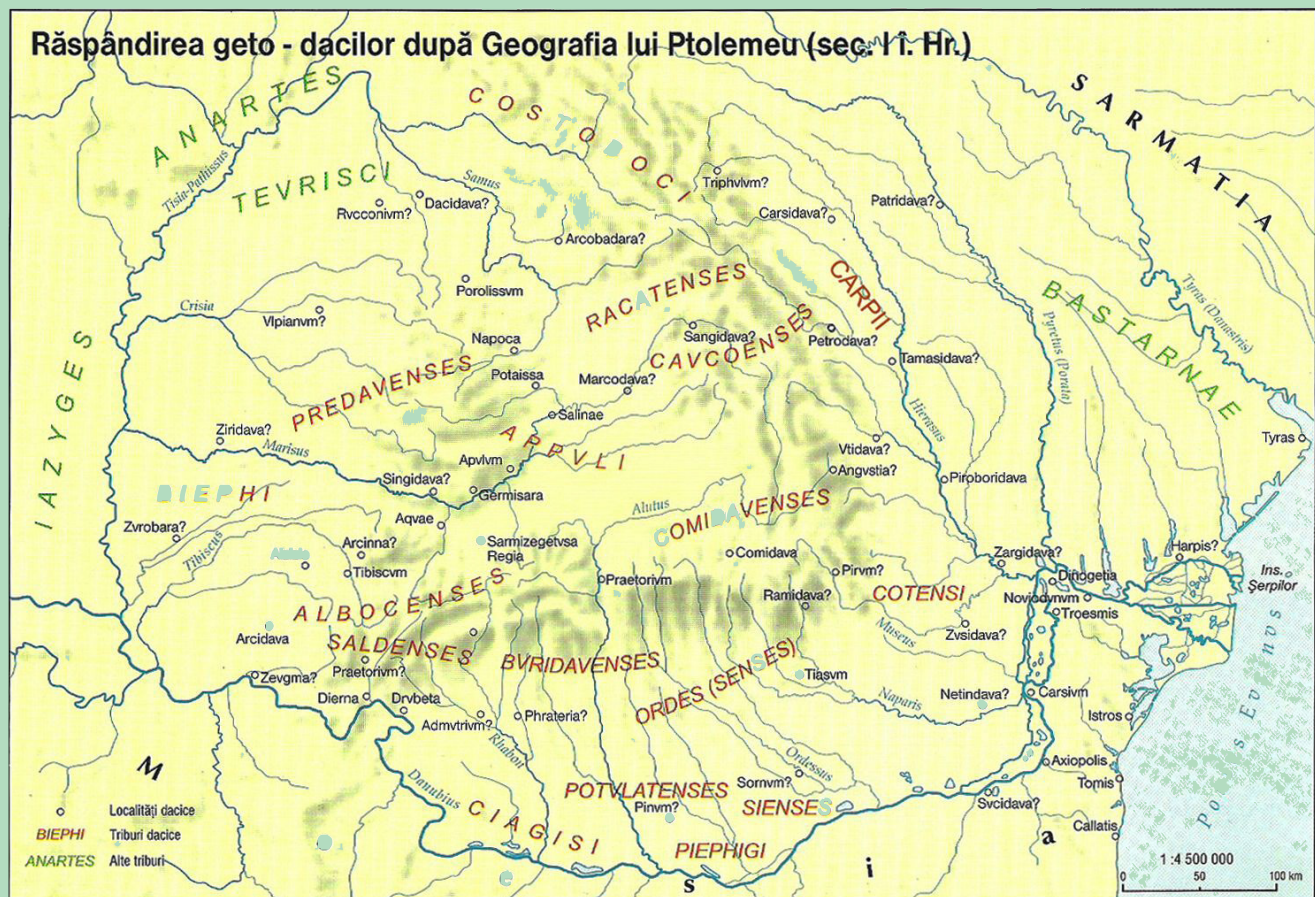 Răspândirea geto - dacilor după Geografia lui Ptolemeu (sec. I î. Hr.)
SARMATIA
ANARTES
COSTOBOCI
TEVRISCI
Tisia-Pathissus
Samus
Triphvlvm?
Rvcconivm?
Dacidava?
Carsidava?
Patridava?
Arcobadara?
Tyras (Danastris)
RACATENSES
CARPII
BASTARNAE
Porolissvm
Crisia
Vlpianvm?
Pyretus (Porata)
IAZYGES
Napoca
Sangidava?
Petrodava?
CAVCOENSES
Tamasidava?
PREDAVENSES
Potaissa
Marcodava?
Hierasus
Salinae
Ziridava?
Marisus
APPVLI
Vtidava?
Tyras
Apvlvm
Angvstia?
Singidava?
Germisara
Piroboridava
BIEPHI
Alutus
COMIDAVENSES
Zvrobara?
Aqvae
Tibiscus
Arcinna?
Sarmizegetvsa
Regia
Comidava
Zargidava?
Harpis?
Tibiscvm
Praetorivm
Pirvm?
Dinogetia
Ins.
Şerpilor
ALBOCENSES
Ramidava?
COTENSI
Noviodvnvm
Troesmis
Arcidava
Museus
Zvsidava?
SALDENSES
BVRIDAVENSES
ORDES (SENSES)
Zevgma?
Praetorivm?
Tiasvm
Naparis
Netindava?
Carsivm
Dierna
Drvbeta
Admvtrivm?
Phrateria?
Istros
Rhabon
Ordessus
Axiopolis
Danubius
POTVLATENSES
Sornvm?
Tomis
Pinvm?
SIENSES
Svcidava?
CIAGISI
PIEPHIGI
Callatis
M s i a
Localităţi dacice
BIEPHI Triburi dacice
ANARTES Alte triburi
1 :4 500 000
0 50 100 km